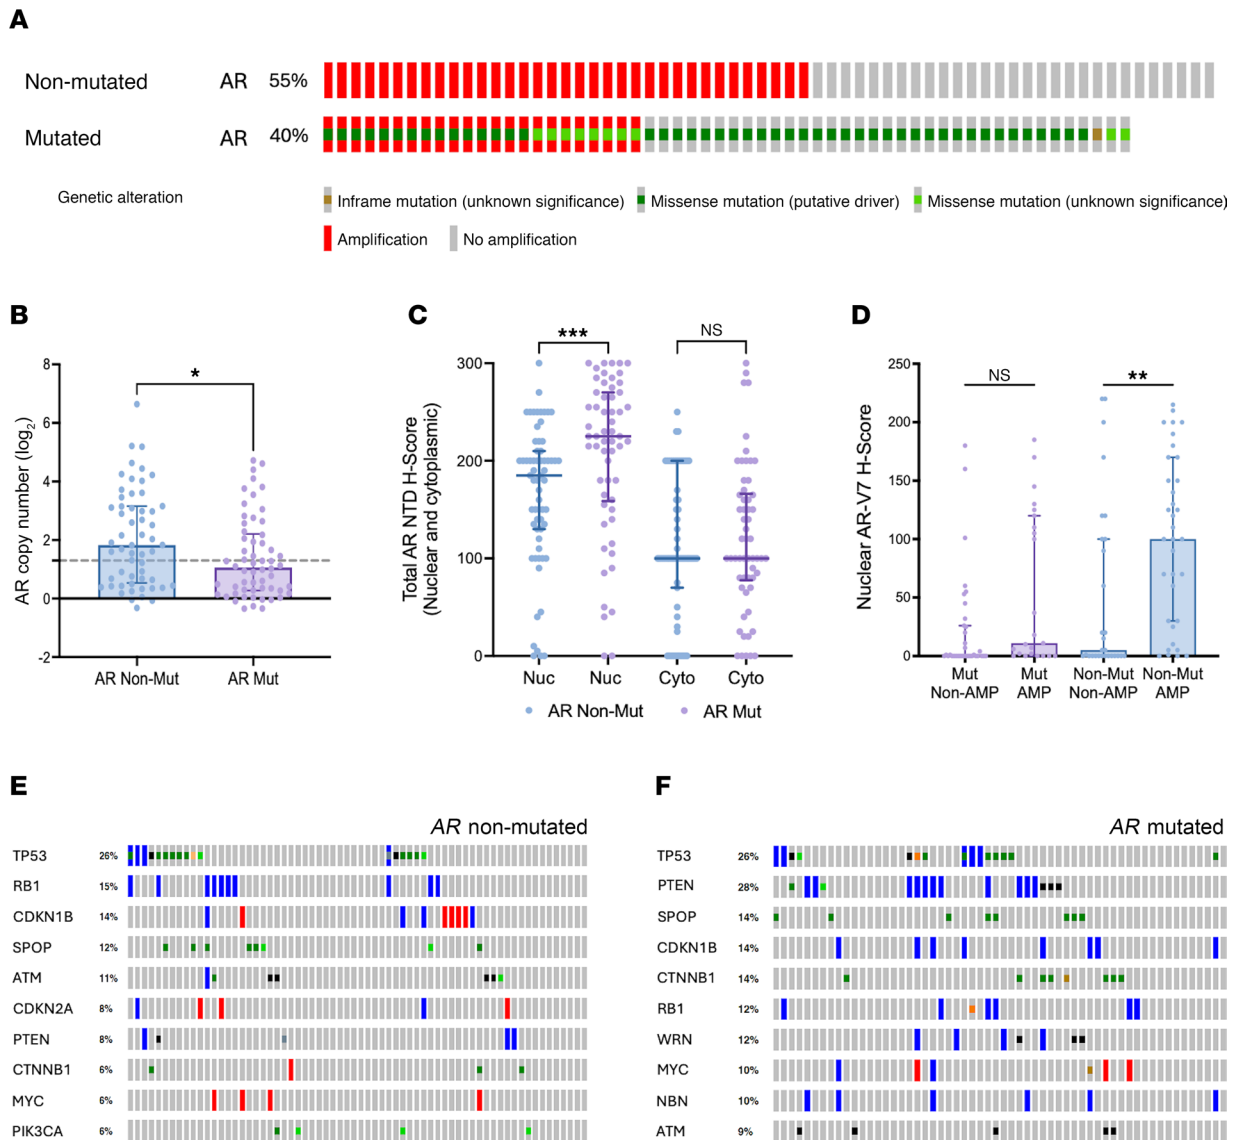 A
Non-mutated AR 55%
Mutated AR 40%
Genetic alteration
Inframe mutation (unknown significance) Missense mutation (putative driver) Missense mutation (unknown significance)
Amplification No amplification
B
AR copy number (log2)
8
6
4
2
0
-2
*
AR Non-Mut AR Mut
C
Total AR NTD H-Score
(Nuclear and cytoplasmic)
300
200
100
0
***
NS
Nuc Nuc Cyto Cyto
AR Non-Mut AR Mut
D
Nuclear AR-V7 H-Score
250
200
150
100
50
0
NS
**
Mut Non-AMP
Mut AMP
Non-Mut Non-AMP
Non-Mut AMP
E
AR non-mutated
TP53 26%
RB1 15%
CDKN1B 14%
SPOP 12%
ATM 11%
CDKN2A 8%
PTEN 8%
CTNNB1 6%
MYC 6%
PIK3CA 6%
F
AR mutated
TP53 26%
PTEN 28%
SPOP 14%
CDKN1B 14%
CTNNB1 14%
RB1 12%
WRN 12%
MYC 10%
NBN 10%
ATM 9%